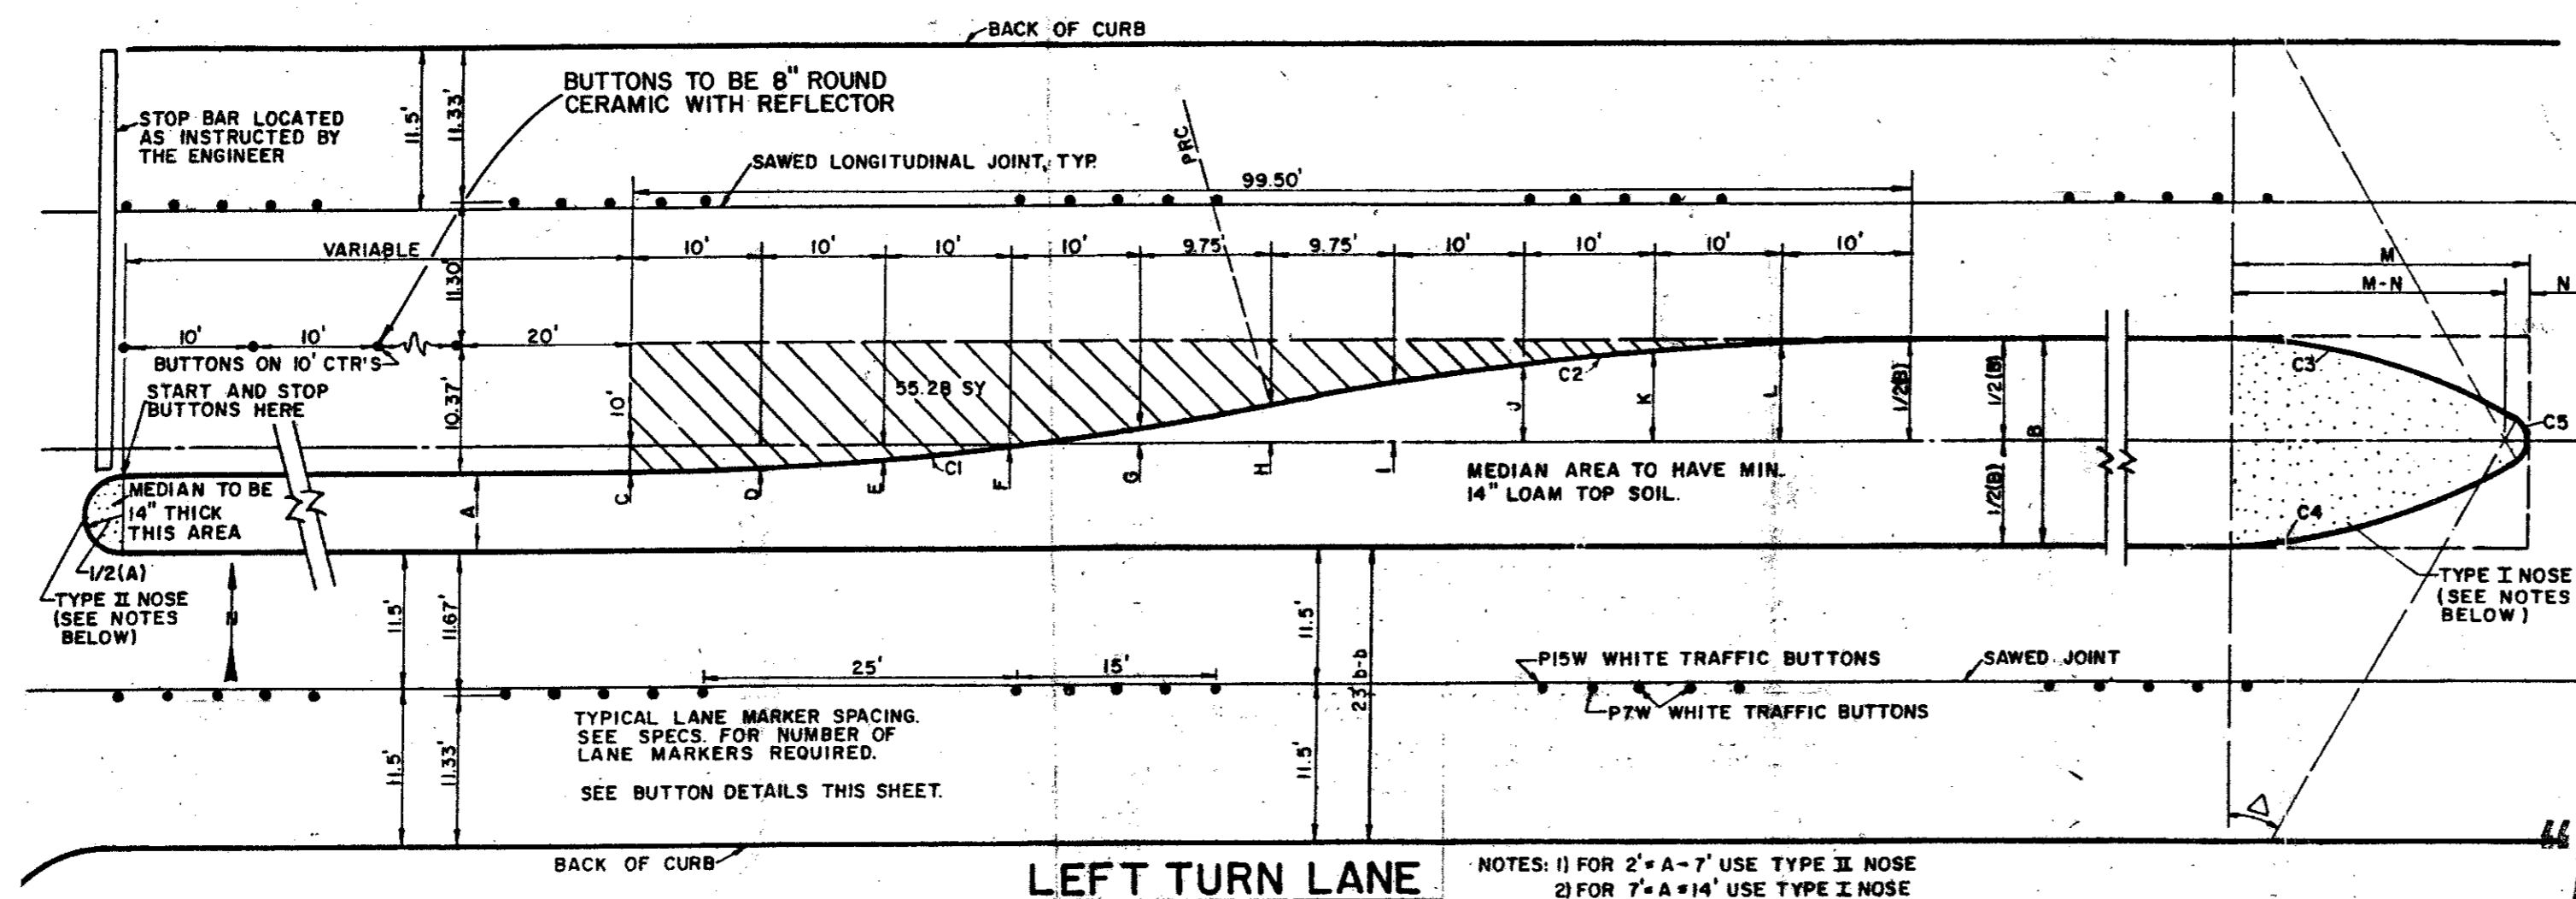 BACK OF CURB
BUTTONS TO BE 8" ROUND
CERAMIC WITH REFLECTOR
11.5'
11.33'
STOP BAR LOCATED
AS INSTRUCTED BY
THE ENGINEER
PRC
SAWED LONGITUDINAL JOINT, TYP.
99.50'
VARIABLE
10'
10'
10'
10'
9.75'
9.75'
10'
10'
10'
10'
M
M-N
N
11.30'
10'
10'
20'
BUTTONS ON 10' CTR'S
START AND STOP
BUTTONS HERE
10.37'
10'
55.28 SY
C2
C3
C5
J
K
L
1/2(B)
1/2(B)
B
1/2(B)
C1
C
D
E
F
G
H
I
A
MEDIAN TO BE
14" THICK
THIS AREA
MEDIAN AREA TO HAVE MIN.
14" LOAM TOP SOIL.
C4
1/2(A)
TYPE II NOSE
(SEE NOTES
BELOW)
N
TYPE I NOSE
(SEE NOTES
BELOW)
11.5'
11.67'
11.5'
23' b-b
25'
15'
P15W WHITE TRAFFIC BUTTONS
SAWED JOINT
P7W WHITE TRAFFIC BUTTONS
TYPICAL LANE MARKER SPACING.
SEE SPECS. FOR NUMBER OF
LANE MARKERS REQUIRED.
SEE BUTTON DETAILS THIS SHEET.
11.5'
11.33'
11.5'
Δ
BACK OF CURB
LEFT TURN LANE
NOTES: 1) FOR 2' A 7' USE TYPE II NOSE
2) FOR 7' A 14' USE TYPE I NOSE